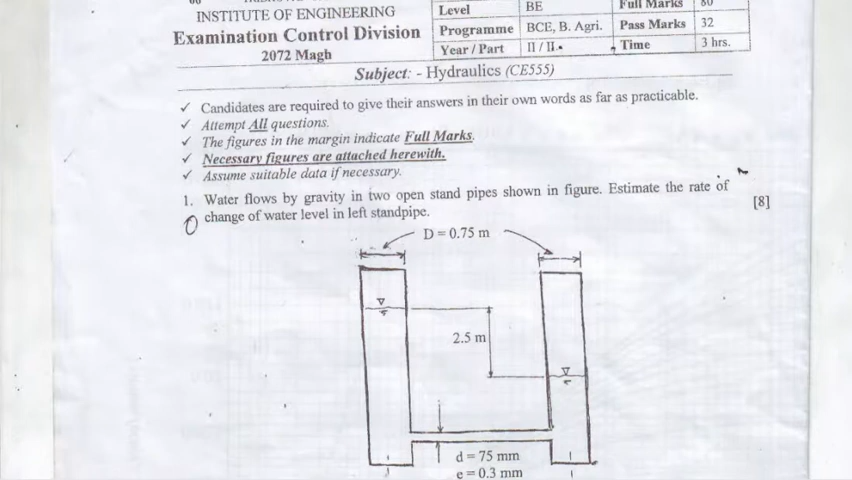 INSTITUTE OF ENGINEERING
Examination Control Division
2072 Magh
Level BE Full Marks 80
Programme BCE, B. Agri. Pass Marks 32
Year / Part II / II Time 3 hrs.
Subject: - Hydraulics (CE555)
✓ Candidates are required to give their answers in their own words as far as practicable.
✓ Attempt All questions.
✓ The figures in the margin indicate Full Marks.
✓ Necessary figures are attached herewith.
✓ Assume suitable data if necessary.
1. Water flows by gravity in two open stand pipes shown in figure. Estimate the rate of
change of water level in left standpipe. [8]
D = 0.75 m
2.5 m
d = 75 mm
e = 0.3 mm